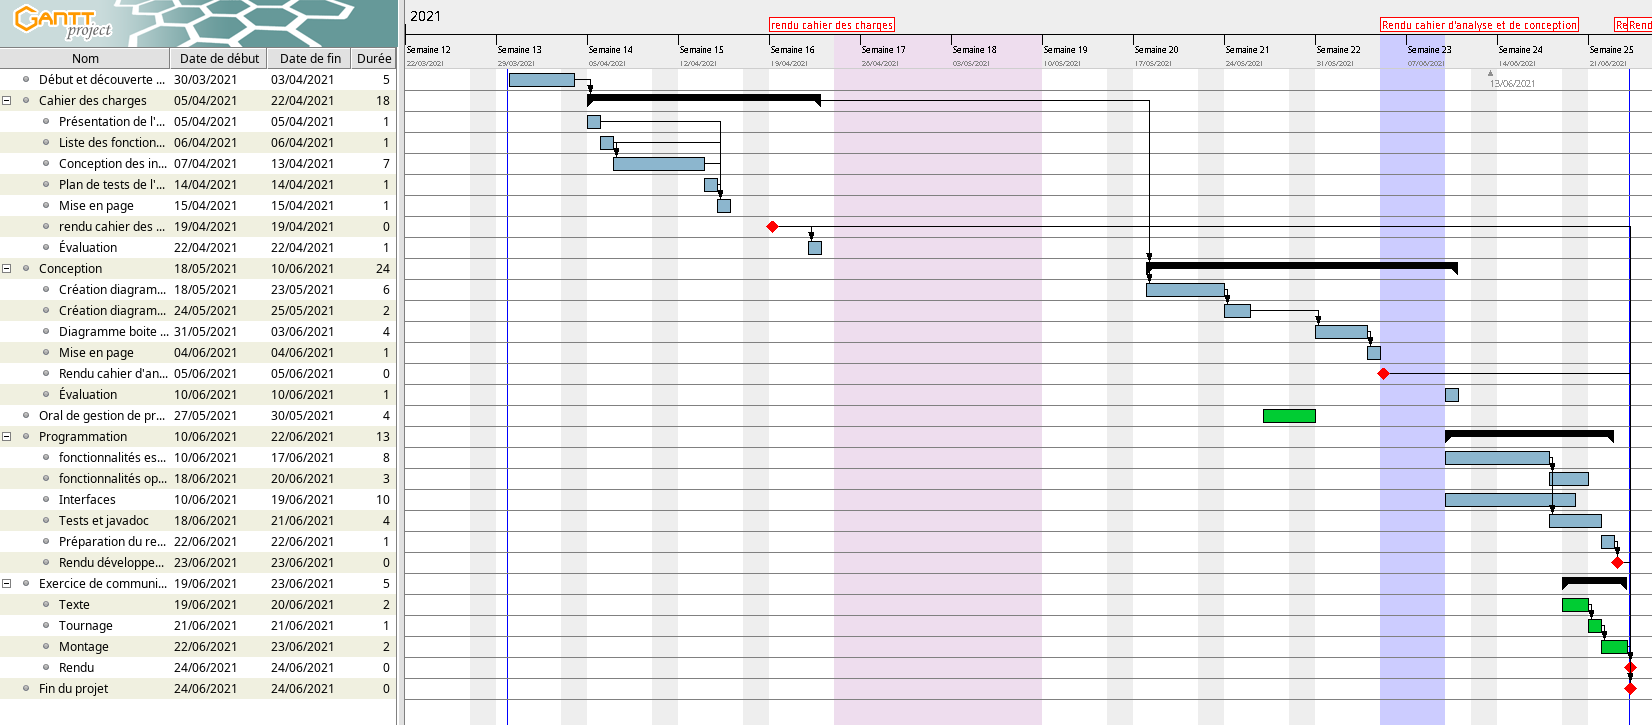 GANTT
project
2021
rendu cahier des charges
Rendu cahier d'analyse et de conception
Re
Rend
Semaine 12
Semaine 13
Semaine 14
Semaine 15
Semaine 16
Semaine 17
Semaine 18
Semaine 19
Semaine 20
Semaine 21
Semaine 22
Semaine 23
Semaine 24
Semaine 25
22/03/2021
29/03/2021
05/04/2021
12/04/2021
19/04/2021
26/04/2021
03/05/2021
10/05/2021
17/05/2021
24/05/2021
31/05/2021
07/06/2021
14/06/2021
21/06/2021
13/06/2021
Nom Date de début Date de fin Durée
Début et découverte ... 30/03/2021 03/04/2021 5
Cahier des charges 05/04/2021 22/04/2021 18
Présentation de l'... 05/04/2021 05/04/2021 1
Liste des fonction... 06/04/2021 06/04/2021 1
Conception des in... 07/04/2021 13/04/2021 7
Plan de tests de l'... 14/04/2021 14/04/2021 1
Mise en page 15/04/2021 15/04/2021 1
rendu cahier des ... 19/04/2021 19/04/2021 0
Évaluation 22/04/2021 22/04/2021 1
Conception 18/05/2021 10/06/2021 24
Création diagram... 18/05/2021 23/05/2021 6
Création diagram... 24/05/2021 25/05/2021 2
Diagramme boite ... 31/05/2021 03/06/2021 4
Mise en page 04/06/2021 04/06/2021 1
Rendu cahier d'an... 05/06/2021 05/06/2021 0
Évaluation 10/06/2021 10/06/2021 1
Oral de gestion de pr... 27/05/2021 30/05/2021 4
Programmation 10/06/2021 22/06/2021 13
fonctionnalités es... 10/06/2021 17/06/2021 8
fonctionnalités op... 18/06/2021 20/06/2021 3
Interfaces 10/06/2021 19/06/2021 10
Tests et javadoc 18/06/2021 21/06/2021 4
Préparation du re... 22/06/2021 22/06/2021 1
Rendu développe... 23/06/2021 23/06/2021 0
Exercice de communi... 19/06/2021 23/06/2021 5
Texte 19/06/2021 20/06/2021 2
Tournage 21/06/2021 21/06/2021 1
Montage 22/06/2021 23/06/2021 2
Rendu 24/06/2021 24/06/2021 0
Fin du projet 24/06/2021 24/06/2021 0